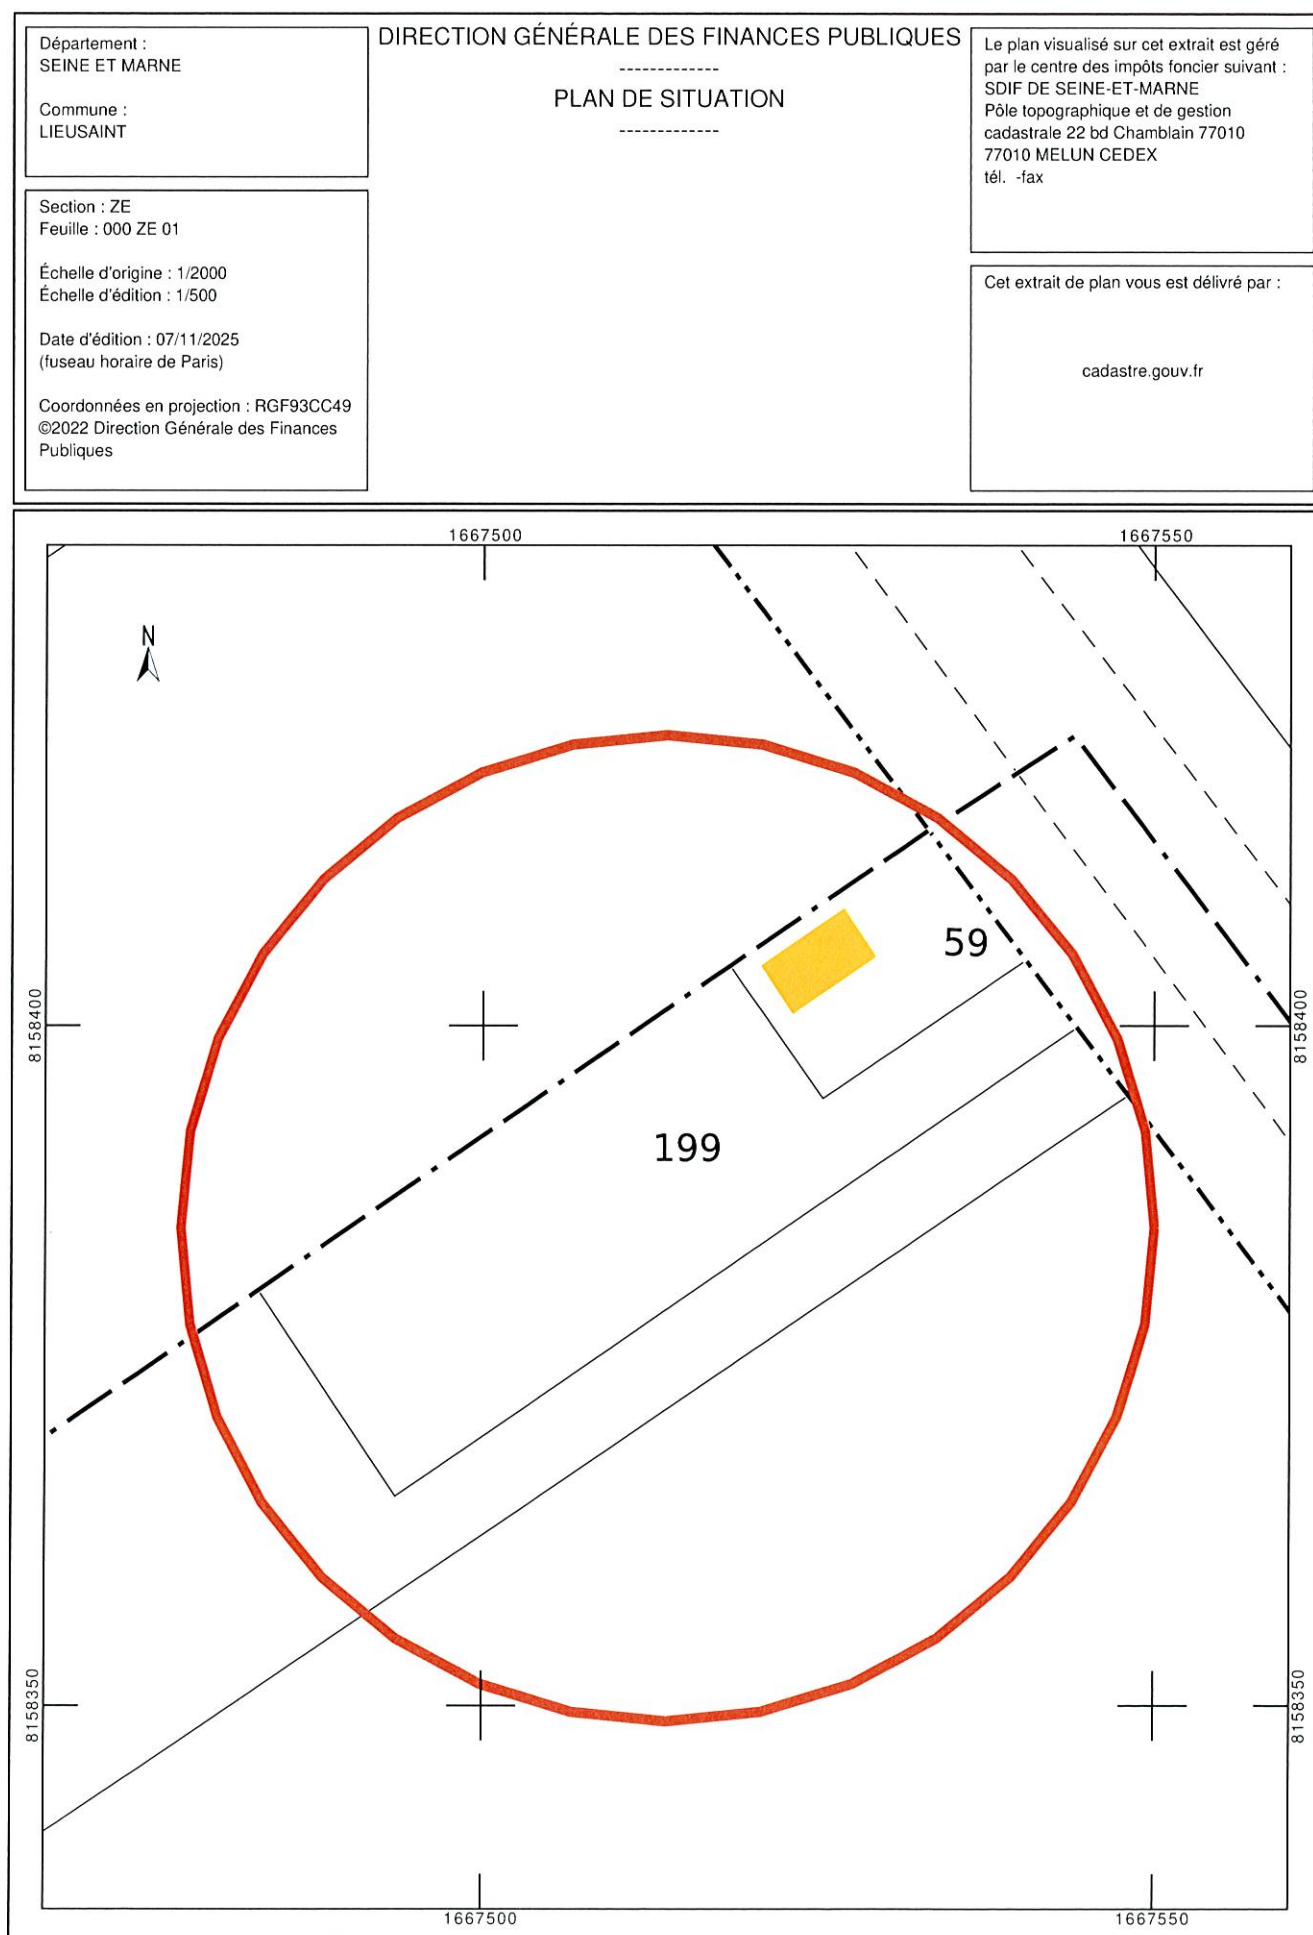 Département :
SEINE ET MARNE
Commune :
LIEUSAINT
Section : ZE
Feuille : 000 ZE 01
Échelle d'origine : 1/2000
Échelle d'édition : 1/500
Date d'édition : 07/11/2025
(fuseau horaire de Paris)
Coordonnées en projection : RGF93CC49
©2022 Direction Générale des Finances
Publiques
DIRECTION GÉNÉRALE DES FINANCES PUBLIQUES
-------------
PLAN DE SITUATION
-------------
Le plan visualisé sur cet extrait est géré
par le centre des impôts foncier suivant :
SDIF DE SEINE-ET-MARNE
Pôle topographique et de gestion
cadastrale 22 bd Chamblain 77010
77010 MELUN CEDEX
tél. -fax
Cet extrait de plan vous est délivré par :
cadastre.gouv.fr
1667500
1667550
N
59
8158400
8158400
199
8158350
8158350
1667500
1667550